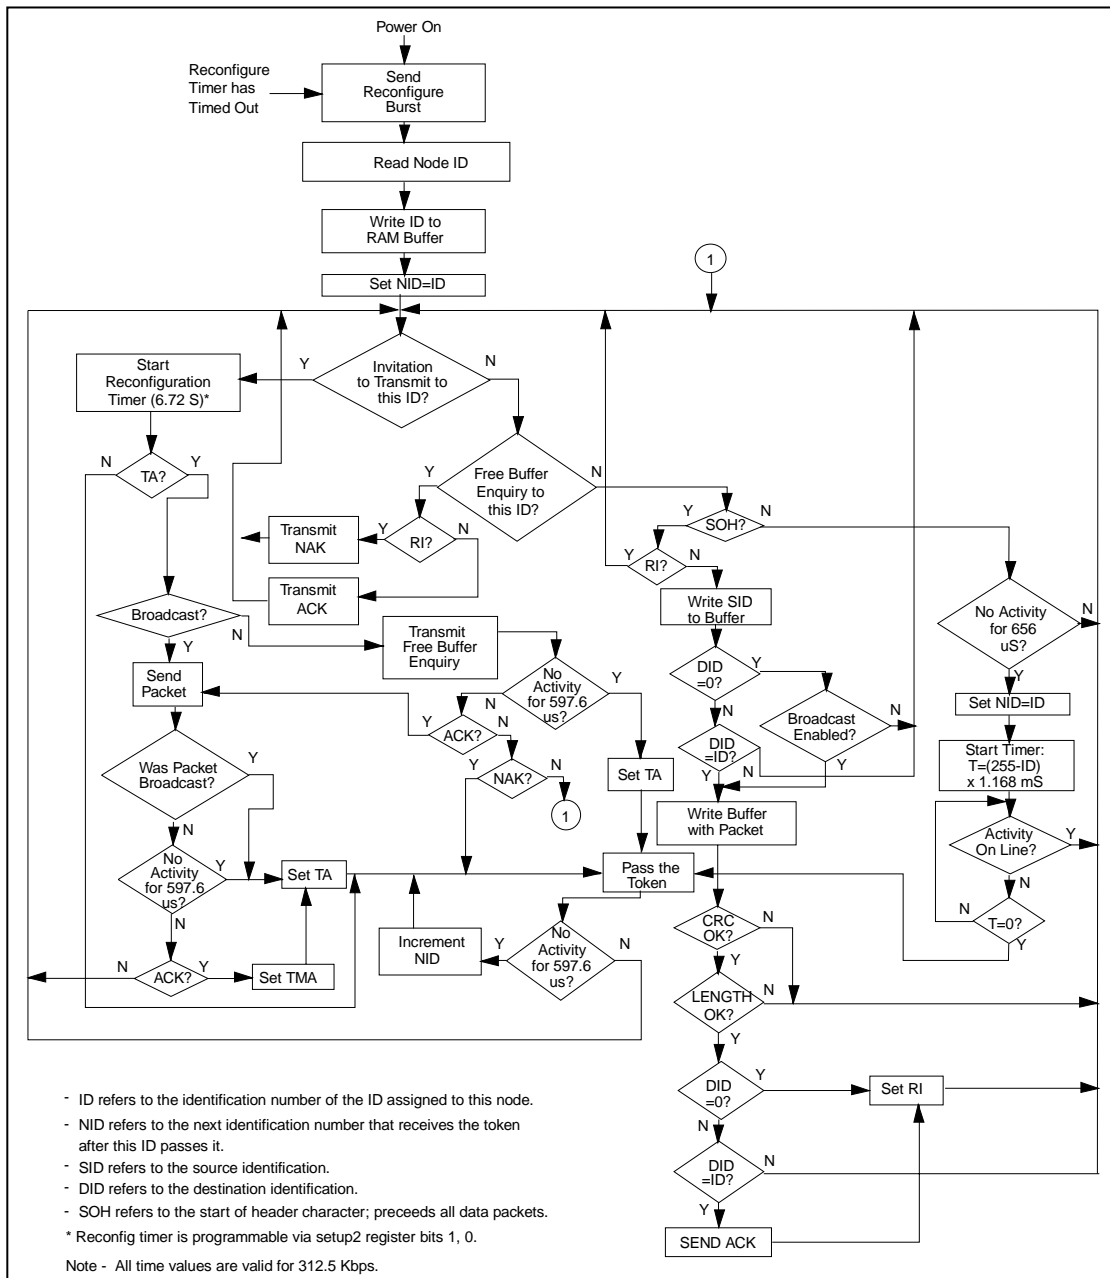 Power On
Reconfigure
Timer has
Timed Out
Send
Reconfigure
Burst
Read Node ID
Write ID to
RAM Buffer
1
Set NID=ID
Start
Reconfiguration
Timer (6.72 S)*
Y
Invitation
to Transmit to
this ID?
N
N
TA?
Y
Y
Free Buffer
Enquiry to
this ID?
N
Transmit
NAK
Y
RI?
N
Y
SOH?
N
Y
RI?
N
Transmit
ACK
Write SID
to Buffer
No Activity
for 656
uS?
N
Y
Broadcast?
N
Y
Transmit
Free Buffer
Enquiry
Send
Packet
No
Activity
for 597.6
us?
N
Y
DID
=0?
Y
N
Broadcast
Enabled?
N
Y
Set NID=ID
Y
ACK?
N
DID
=ID?
Y
N
Start Timer:
T=(255-ID)
x 1.168 mS
Was Packet
Broadcast?
Y
N
Y
NAK?
N
Set TA
1
Write Buffer
with Packet
Activity
On Line?
Y
N
No
Activity
for 597.6
us?
Y
N
Set TA
Pass the
Token
N
T=0?
Y
CRC
OK?
N
Y
Increment
NID
Y
No
Activity
for 597.6
us?
N
N
ACK?
Y
Set TMA
LENGTH
OK?
N
Y
DID
=0?
Y
N
Set RI
DID
=ID?
N
Y
SEND ACK
- ID refers to the identification number of the ID assigned to this node.
- NID refers to the next identification number that receives the token
after this ID passes it.
- SID refers to the source identification.
- DID refers to the destination identification.
- SOH refers to the start of header character; preceeds all data packets.
* Reconfig timer is programmable via setup2 register bits 1, 0.
Note - All time values are valid for 312.5 Kbps.